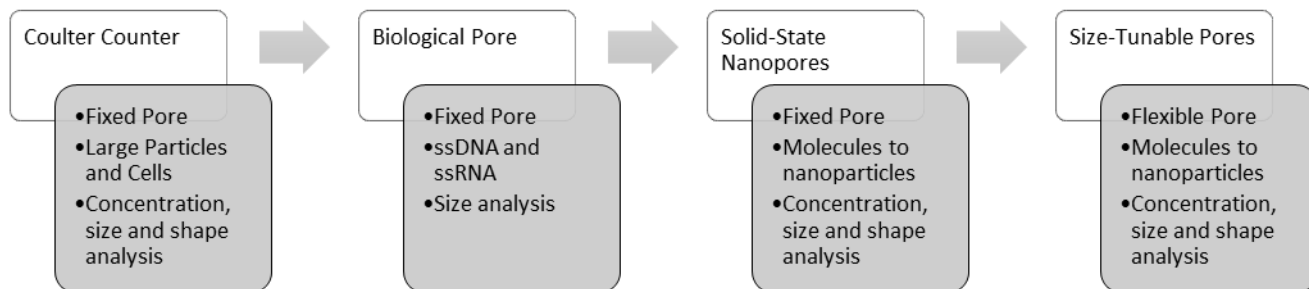 Coulter Counter
•Fixed Pore
•Large Particles
and Cells
•Concentration,
size and shape
analysis
Biological Pore
•Fixed Pore
•ssDNA and
ssRNA
•Size analysis
Solid-State
Nanopores
•Fixed Pore
•Molecules to
nanoparticles
•Concentration,
size and shape
analysis
Size-Tunable Pores
•Flexible Pore
•Molecules to
nanoparticles
•Concentration,
size and shape
analysis